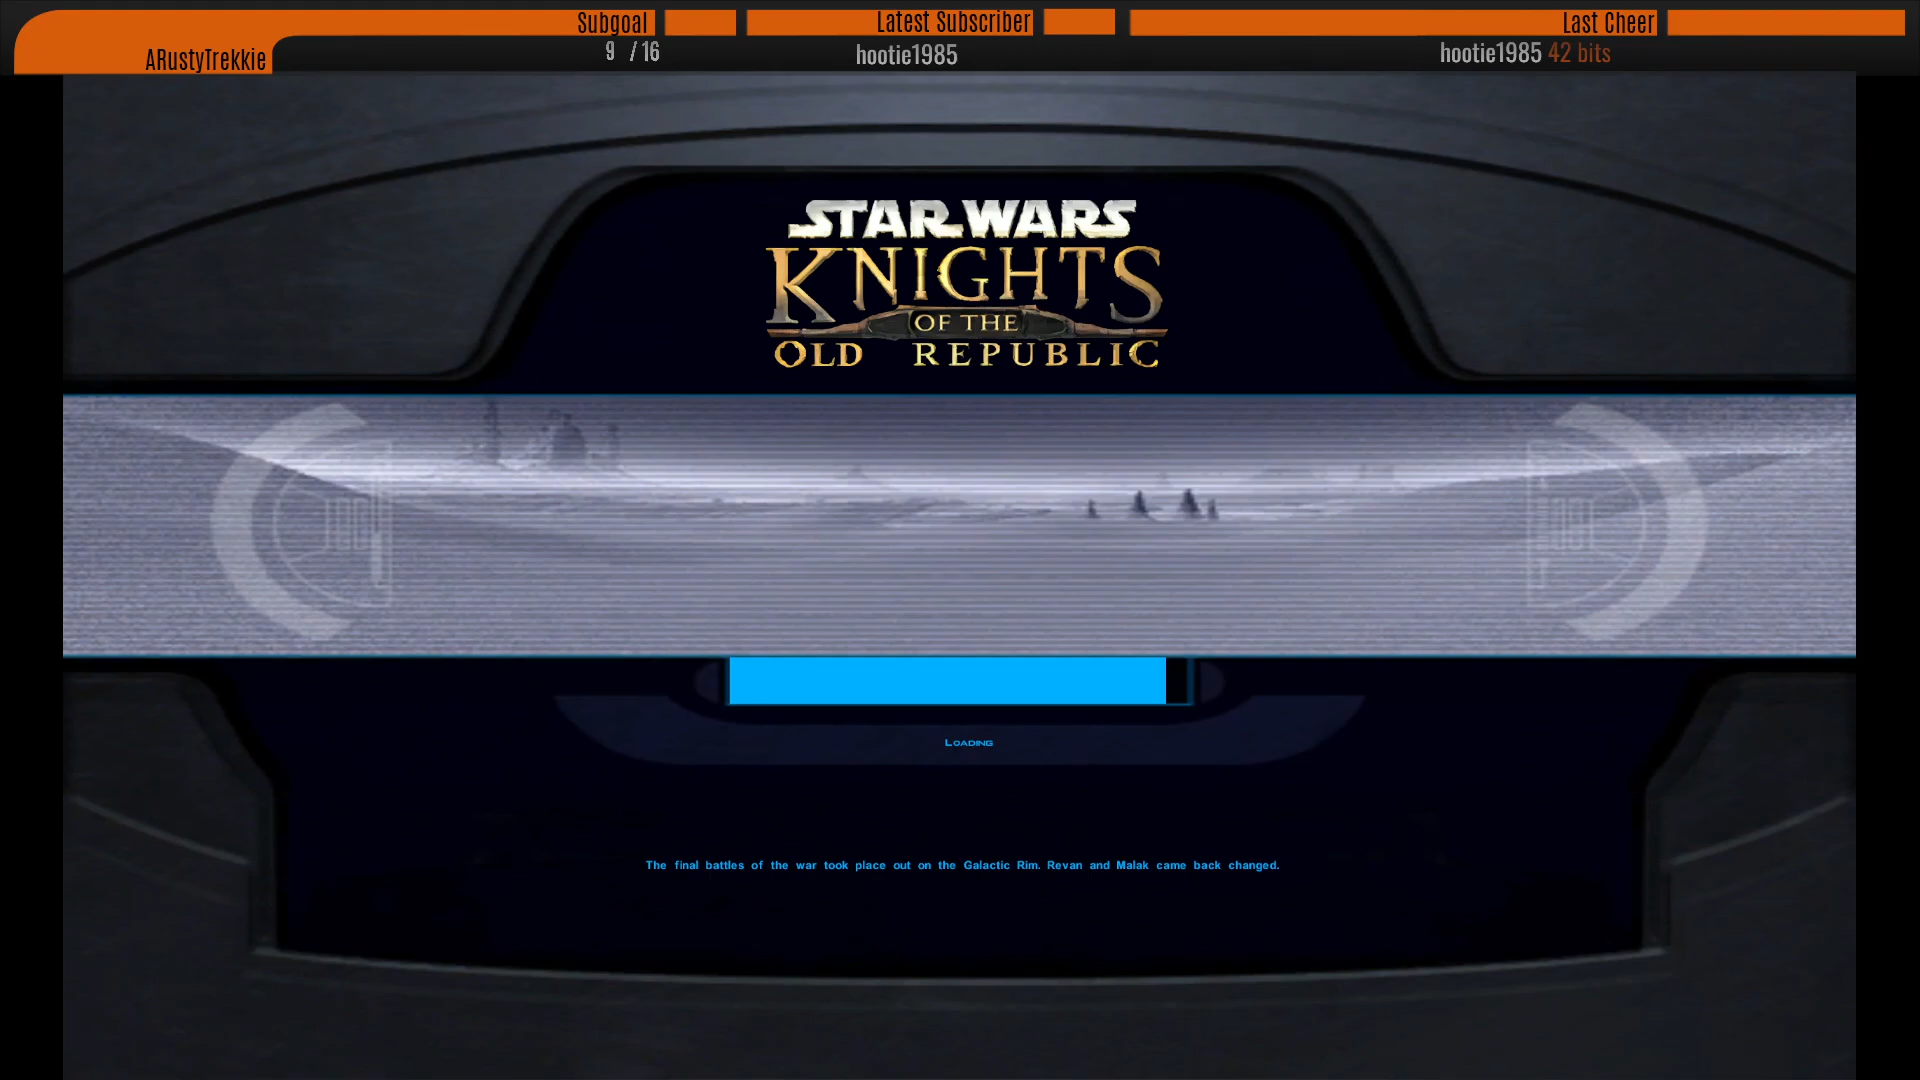 ARustyTrekkie
Subgoal
9 / 16
Latest Subscriber
hootie1985
Last Cheer
hootie1985 42 bits
STAR WARS
KNIGHTS
OF THE
OLD REPUBLIC
LOADING
The final battles of the war took place out on the Galactic Rim. Revan and Malak came back changed.